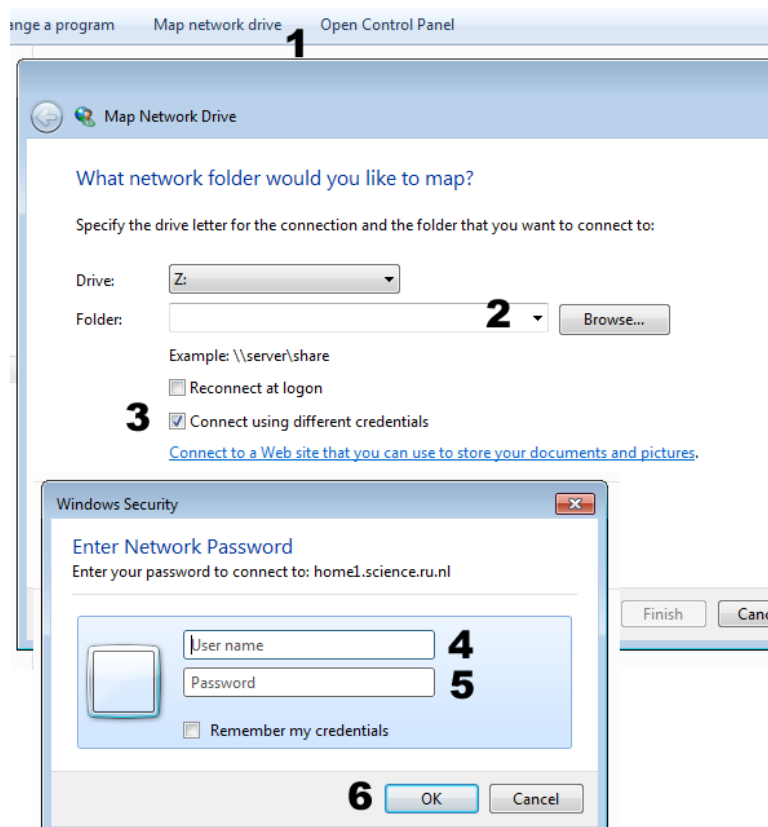 ange a program Map network drive 1 Open Control Panel
Map Network Drive
What network folder would you like to map?
Specify the drive letter for the connection and the folder that you want to connect to:
Drive: Z:
Folder: 2 Browse...
Example: \\server\share
Reconnect at logon
3 Connect using different credentials
Connect to a Web site that you can use to store your documents and pictures.
Windows Security
Enter Network Password
Enter your password to connect to: home1.science.ru.nl
Finish Canc
User name 4
Password 5
Remember my credentials
6 OK Cancel